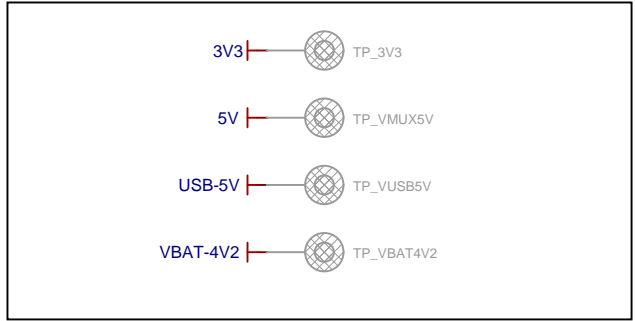 3V3 TP_3V3
5V TP_VMUX5V
USB-5V TP_VUSB5V
VBAT-4V2 TP_VBAT4V2